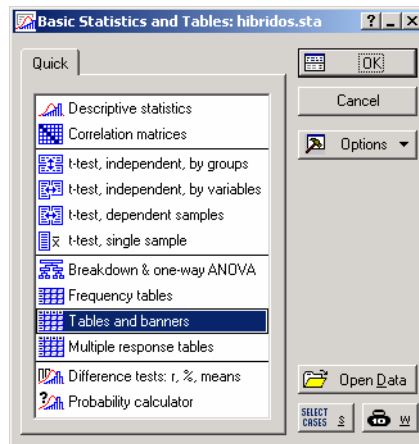 Basic Statistics and Tables: hibridos.sta
Quick
OK
Cancel
Options
Descriptive statistics
Correlation matrices
t-test, independent, by groups
t-test, independent, by variables
t-test, dependent samples
t-test, single sample
Breakdown & one-way ANOVA
Frequency tables
Tables and banners
Multiple response tables
Difference tests: r, %, means
Probability calculator
Open Data
SELECT CASES S
W